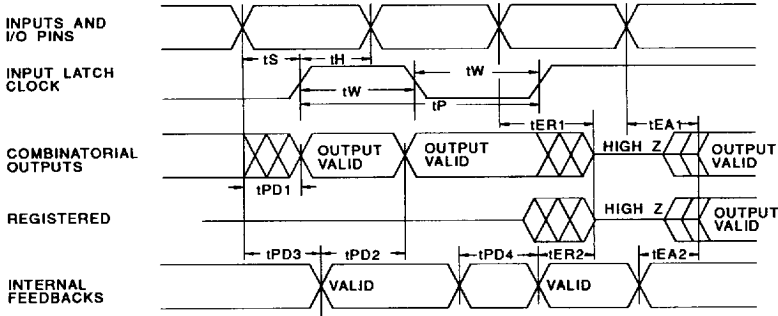 INPUTS AND
I/O PINS
tS
tH
INPUT LATCH
CLOCK
tW
tW
tP
tER1
tEA1
COMBINATORIAL
OUTPUTS
OUTPUT
VALID
OUTPUT
VALID
HIGH Z
OUTPUT
VALID
tPD1
REGISTERED
HIGH Z
OUTPUT
VALID
tPD3
tPD2
tPD4
tER2
tEA2
INTERNAL
FEEDBACKS
VALID
VALID